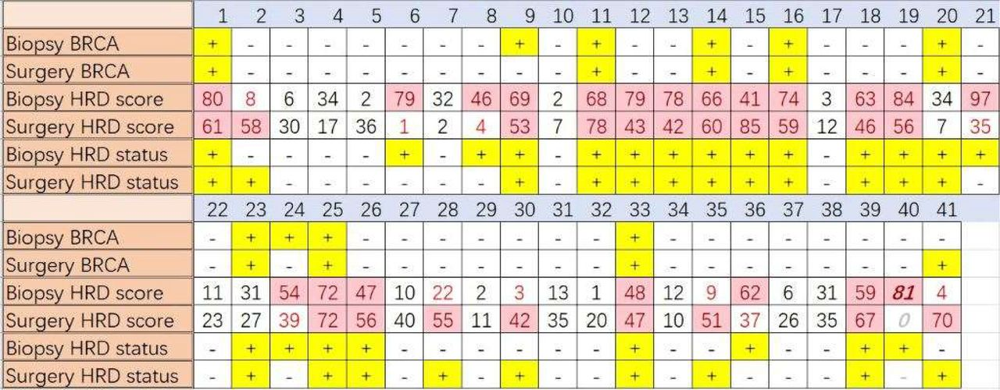 1 2 3 4 5 6 7 8 9 10 11 12 13 14 15 16 17 18 19 20 21
Biopsy BRCA + - - - - - - - + - + - - + - + - - - + -
Surgery BRCA + - - - - - - - - - + - - + - + - - - + -
Biopsy HRD score 80 8 6 34 2 79 32 46 69 2 68 79 78 66 41 74 3 63 84 34 97
Surgery HRD score 61 58 30 17 36 1 2 4 53 7 78 43 42 60 85 59 12 46 56 7 35
Biopsy HRD status + - - - - + - + + - + + + + + + - + + + +
Surgery HRD status + + - - - - - - + - + + + + + + - + + + -
22 23 24 25 26 27 28 29 30 31 32 33 34 35 36 37 38 39 40 41
Biopsy BRCA - + + + - - - - - - - + - - - - - - - -
Surgery BRCA - + - + - - - - - - - + - - - - - - - +
Biopsy HRD score 11 31 54 72 47 10 22 2 3 13 1 48 12 9 62 6 31 59 81 4
Surgery HRD score 23 27 39 72 56 40 55 11 42 35 20 47 10 51 37 26 35 67 0 70
Biopsy HRD status - + + + + - - - - - - + - - + - - + + -
Surgery HRD status - + - + + - + - + - - + - + - - - + - +